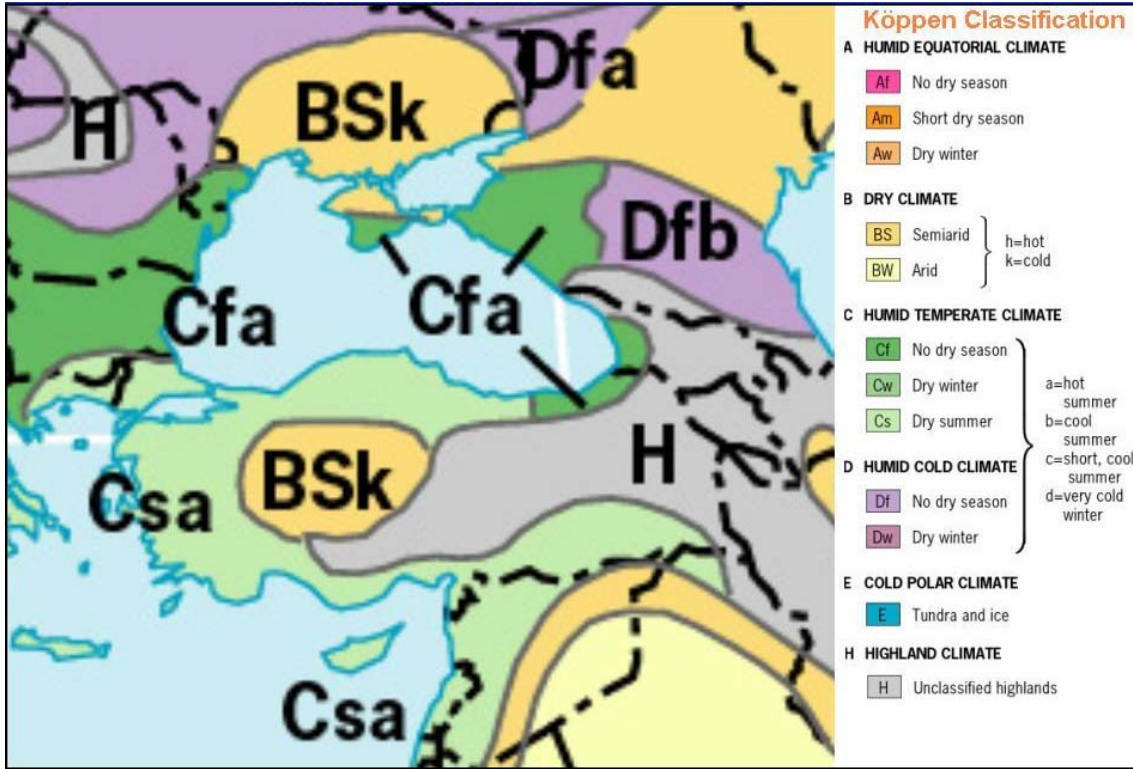 H
BSk
Dfa
Dfb
Cfa
Cfa
BSk
H
Csa
Csa
Köppen Classification
A HUMID EQUATORIAL CLIMATE
Af No dry season
Am Short dry season
Aw Dry winter
B DRY CLIMATE
BS Semiarid
BW Arid
h=hot
k=cold
C HUMID TEMPERATE CLIMATE
Cf No dry season
Cw Dry winter
Cs Dry summer
D HUMID COLD CLIMATE
Df No dry season
Dw Dry winter
a=hot
summer
b=cool
summer
c=short, cool
summer
d=very cold
winter
E COLD POLAR CLIMATE
E Tundra and ice
H HIGHLAND CLIMATE
H Unclassified highlands